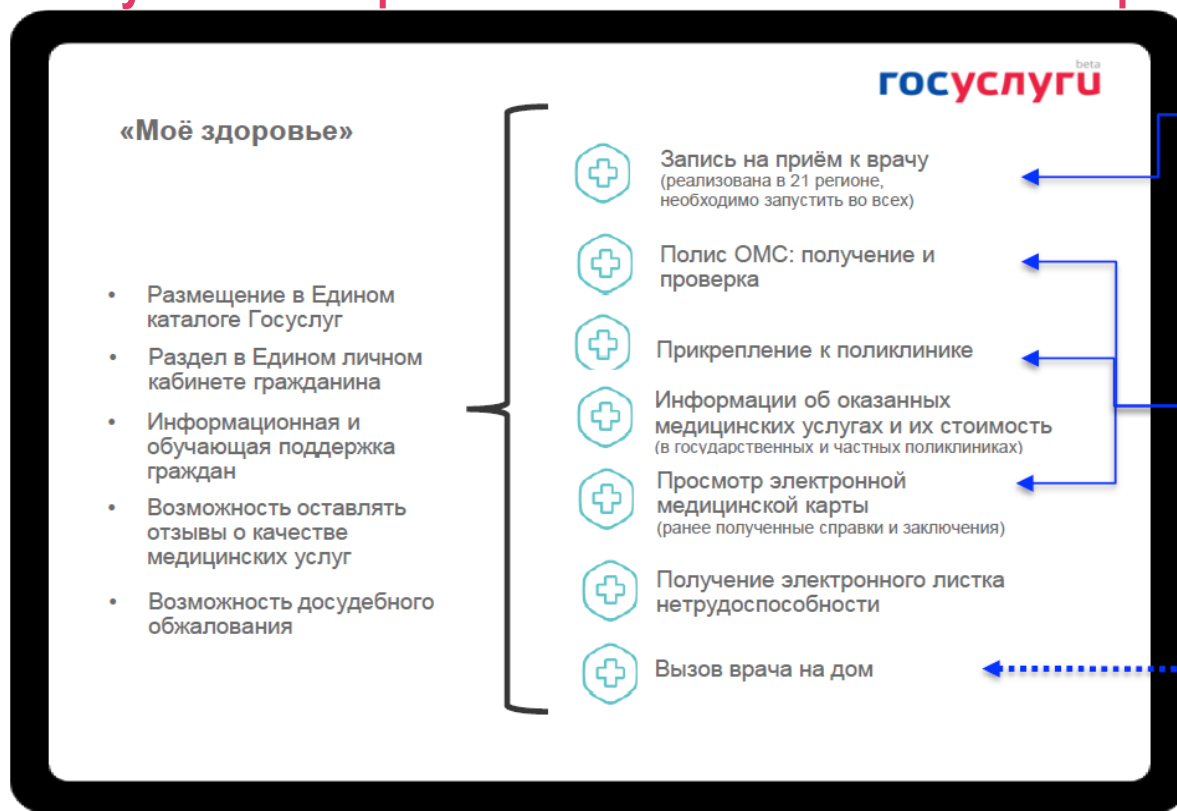 beta
госуслуги
«Моё здоровье»
• Размещение в Едином
каталоге Госуслуг
• Раздел в Едином личном
кабинете гражданина
• Информационная и
обучающая поддержка
граждан
• Возможность оставлять
отзывы о качестве
медицинских услуг
• Возможность досудебного
обжалования
Запись на приём к врачу
(реализована в 21 регионе,
необходимо запустить во всех)
Полис ОМС: получение и
проверка
Прикрепление к поликлинике
Информации об оказанных
медицинских услугах и их стоимость
(в государственных и частных поликлиниках)
Просмотр электронной
медицинской карты
(ранее полученные справки и заключения)
Получение электронного листка
нетрудоспособности
Вызов врача на дом